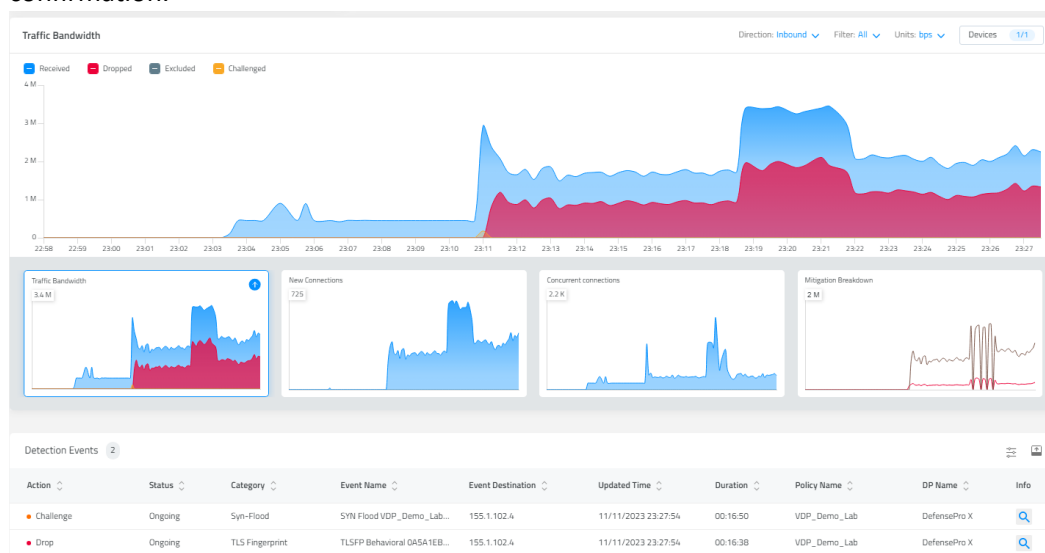 confirmation.
Traffic Bandwidth Direction: Inbound Filter: All Units: bps Devices 1/1
Received Dropped Excluded Challenged
4 M
3 M
2 M
1 M
0
22:58 22:59 23:00 23:01 23:02 23:03 23:04 23:05 23:06 23:07 23:08 23:09 23:10 23:11 23:12 23:13 23:14 23:15 23:16 23:17 23:18 23:19 23:20 23:21 23:22 23:23 23:24 23:25 23:26 23:27
Traffic Bandwidth New Connections Concurrent connections Mitigation Breakdown
3.4 M 725 2.2 K 2 M
Detection Events 2
Action Status Category Event Name Event Destination Updated Time Duration Policy Name DP Name Info
Challenge Ongoing Syn-Flood SYN Flood VDP_Demo_Lab... 155.1.102.4 11/11/2023 23:27:54 00:16:50 VDP_Demo_Lab DefensePro X
Drop Ongoing TLS Fingerprint TLSFP Behavioral 0A5A1EB... 155.1.102.4 11/11/2023 23:27:54 00:16:38 VDP_Demo_Lab DefensePro X